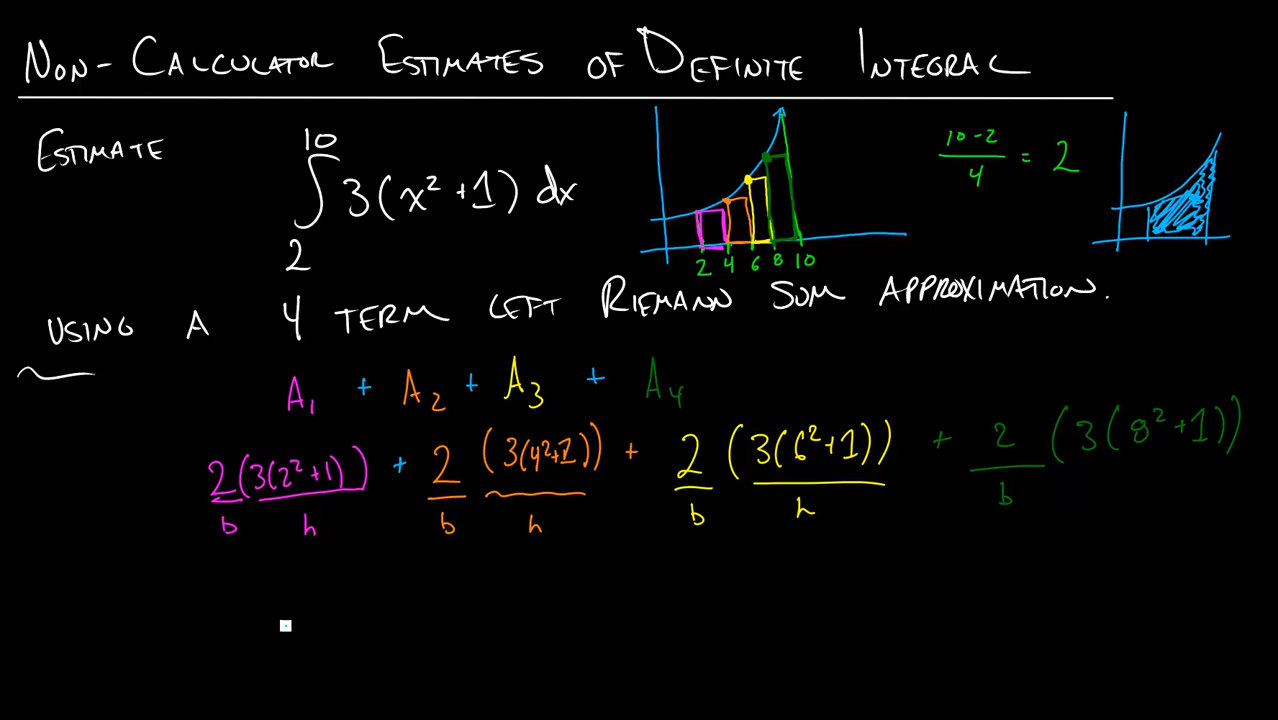 NON-CALCULATOR ESTIMATES OF DEFINITE INTEGRAL
ESTIMATE ∫₂¹⁰ 3(x²+1) dx
2 4 6 8 10
(10-2)/4 = 2
USING A 4 TERM LEFT RIEMANN SUM APPROXIMATION.
A₁ + A₂ + A₃ + A₄
2(3(2²+1)) + 2(3(4²+1)) + 2(3(6²+1)) + 2(3(8²+1))
b h b h b h b